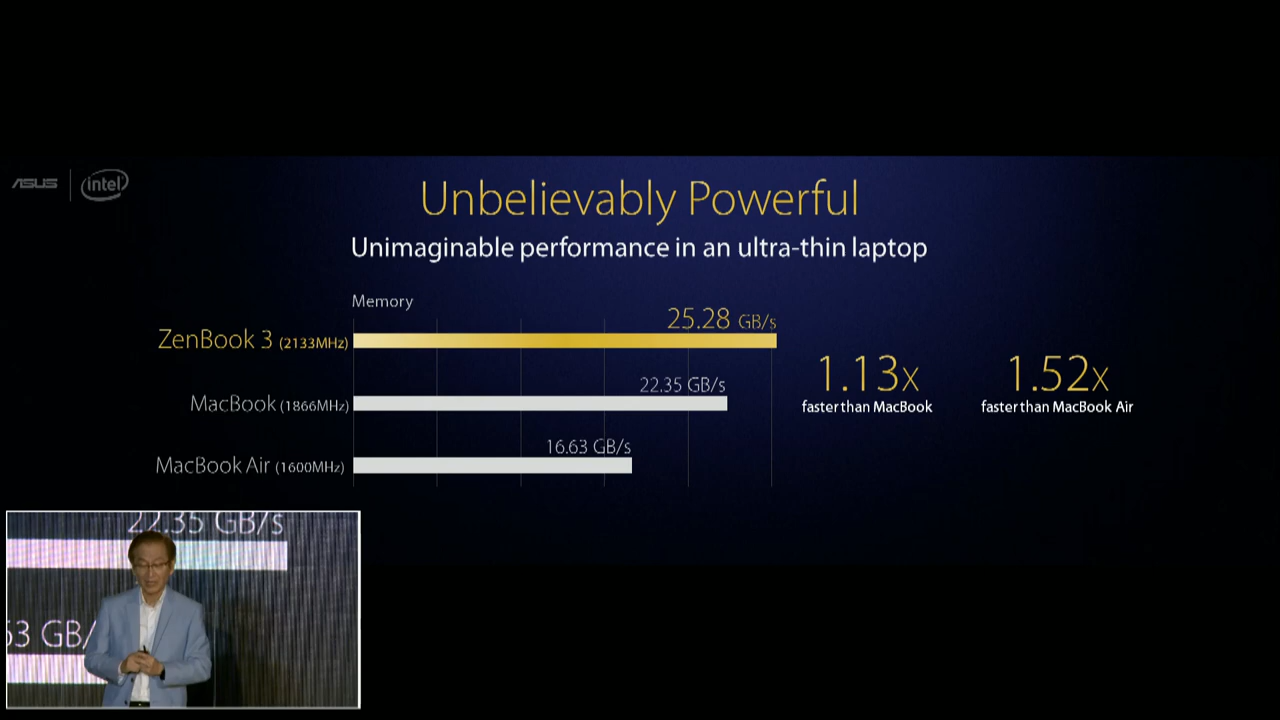 ASUS
intel
Unbelievably Powerful
Unimaginable performance in an ultra-thin laptop
Memory
25.28 GB/s
ZenBook 3 (2133MHz)
22.35 GB/s
MacBook (1866MHz)
16.63 GB/s
MacBook Air (1600MHz)
1.13x
faster than MacBook
1.52x
faster than MacBook Air
22.35 GB/s
63 GB/